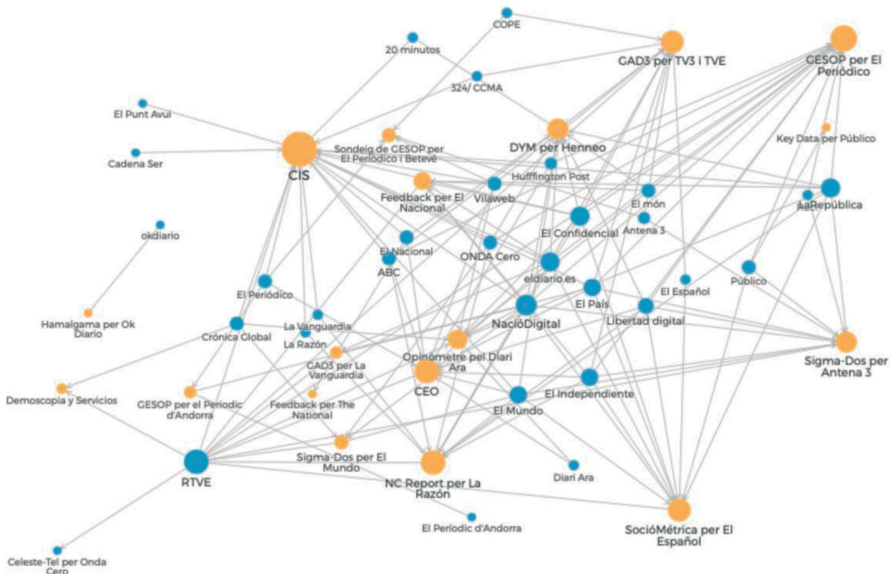 COPE
20 minutos
GAD3 per TV3 i TVE
GESOP per El
Periódico
324/ CCMA
El Punt Avui
Key Data per Público
Sondeig de GESOP per
El Periódico i Betevé
DYM per Henneo
Cadena Ser
CIS
Huffington Post
Feedback per El
Nacional
Vilaweb
El món
LaRepública
Antena 3
El Confidencial
okdiario
El Nacional
ONDA Cero
ABC
eldiario.es
El Periódico
El País
El Español
Público
Hamalgama per Ok
Diario
Crónica Global
La Vanguardia
La Razón
NacióDigital
Libertad digital
GAD3 per La
Vanguardia
Opinòmetre pel Diari
Ara
Sigma-Dos per
Antena 3
Demoscopia y Servicios
GESOP per el Periodic
d'Andorra
Feedback per The
National
CEO
El Mundo
El Independiente
Sigma-Dos per El
Mundo
RTVE
NC Report per La
Razón
Diari Ara
El Períodic d'Andorra
SocióMétrica per El
Español
Celeste-Tel per Onda
Cero